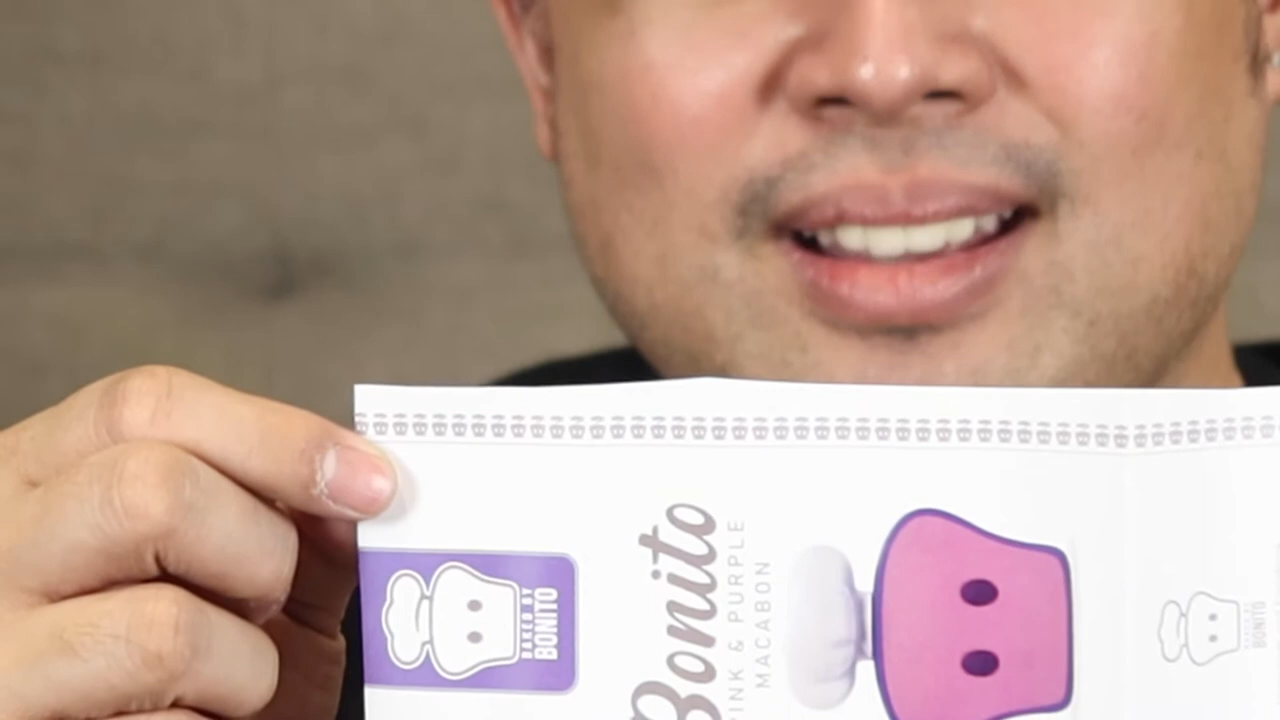 BAKED BY
BONITO
Bonito
PINK & PURPLE
MACABON